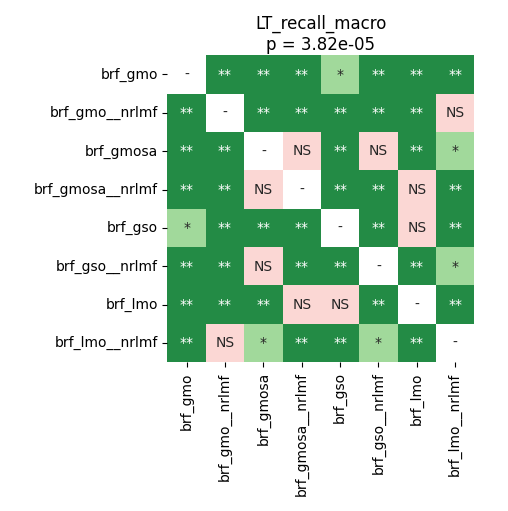 LT_recall_macro
p = 3.82e-05
brf_gmo - ** ** ** * ** ** **
brf_gmo__nrlmf ** - ** ** ** ** ** NS
brf_gmosa ** ** - NS ** NS ** *
brf_gmosa__nrlmf ** ** NS - ** ** NS **
brf_gso * ** ** ** - ** NS **
brf_gso__nrlmf ** ** NS ** ** - ** *
brf_lmo ** ** ** NS NS ** - **
brf_lmo__nrlmf ** NS * ** ** * ** -
brf_gmo
brf_gmo__nrlmf
brf_gmosa
brf_gmosa__nrlmf
brf_gso
brf_gso__nrlmf
brf_lmo
brf_lmo__nrlmf